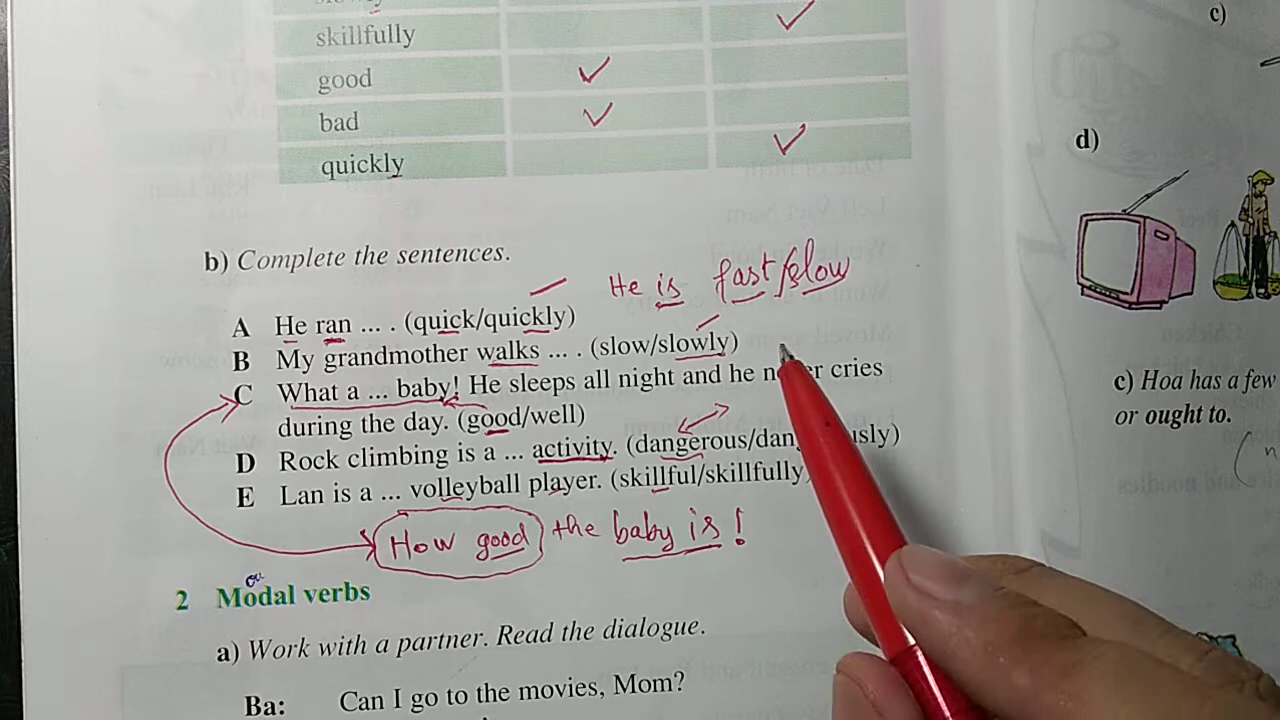 skillfully
c)
good
bad
quickly
d)
b) Complete the sentences.
He is fast/slow
A He ran ... . (quick/quickly)
B My grandmother walks ... . (slow/slowly)
C What a ... baby! He sleeps all night and he cries
during the day. (good/well)
D Rock climbing is a ... activity. (dangerous/
E Lan is a ... volleyball player. (skillful/skillfully
How good the baby is!
c) Hoa has a few
or ought to.
2 Modal verbs
a) Work with a partner. Read the dialogue.
Ba: Can I go to the movies, Mom?